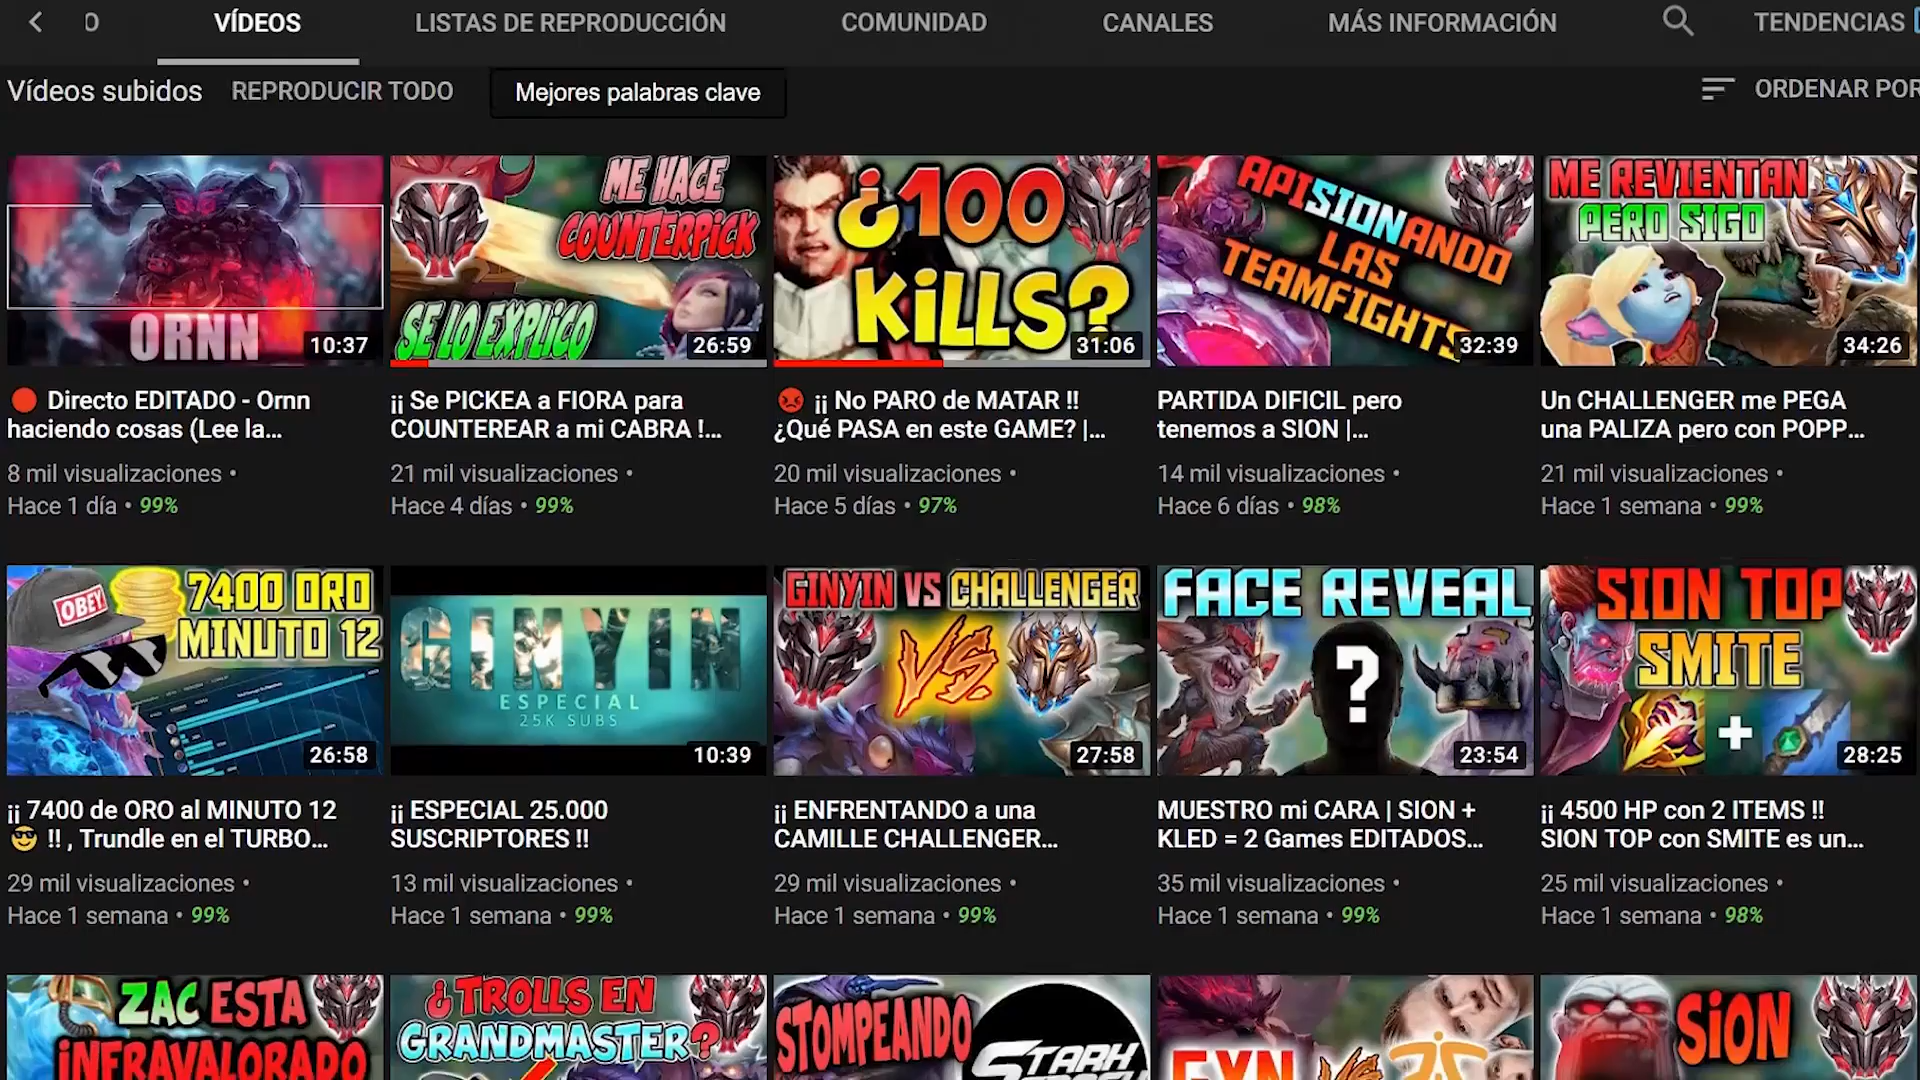 O
VÍDEOS
LISTAS DE REPRODUCCIÓN
COMUNIDAD
CANALES
MÁS INFORMACIÓN
TENDENCIAS
Vídeos subidos
REPRODUCIR TODO
Mejores palabras clave
ORDENAR POR
ORNN
10:37
ME HACE
COUNTERPICK
SE LO EXPLICO
26:59
¿100
KILLS?
31:06
APISIONANDO
LAS
TEAMFIGHTS
32:39
ME REVIENTAN
PERO SIGO
34:26
Directo EDITADO - Ornn
haciendo cosas (Lee la...
8 mil visualizaciones •
Hace 1 día • 99%
¡¡ Se PICKEA a FIORA para
COUNTEREAR a mi CABRA !...
21 mil visualizaciones •
Hace 4 días • 99%
¡¡ No PARO de MATAR !!
¿Qué PASA en este GAME? |...
20 mil visualizaciones •
Hace 5 días • 97%
PARTIDA DIFICIL pero
tenemos a SION |...
14 mil visualizaciones •
Hace 6 días • 98%
Un CHALLENGER me PEGA
una PALIZA pero con POPP...
21 mil visualizaciones •
Hace 1 semana • 99%
OBEY
7400 ORO
MINUTO 12
26:58
GINYIN
ESPECIAL
25K SUBS
10:39
GINYIN VS CHALLENGER
VS.
27:58
FACE REVEAL
?
23:54
SION TOP
SMITE
+
28:25
¡¡ 7400 de ORO al MINUTO 12
!! , Trundle en el TURBO...
29 mil visualizaciones •
Hace 1 semana • 99%
¡¡ ESPECIAL 25.000
SUSCRIPTORES !!
13 mil visualizaciones •
Hace 1 semana • 99%
¡¡ ENFRENTANDO a una
CAMILLE CHALLENGER...
29 mil visualizaciones •
Hace 1 semana • 99%
MUESTRO mi CARA | SION +
KLED = 2 Games EDITADOS...
35 mil visualizaciones •
Hace 1 semana • 99%
¡¡ 4500 HP con 2 ITEMS !!
SION TOP con SMITE es un...
25 mil visualizaciones •
Hace 1 semana • 98%
ZAC ESTA
INFRAVALORADO
¿TROLLS EN
GRANDMASTER?
STOMPEANDO
STARK
SION